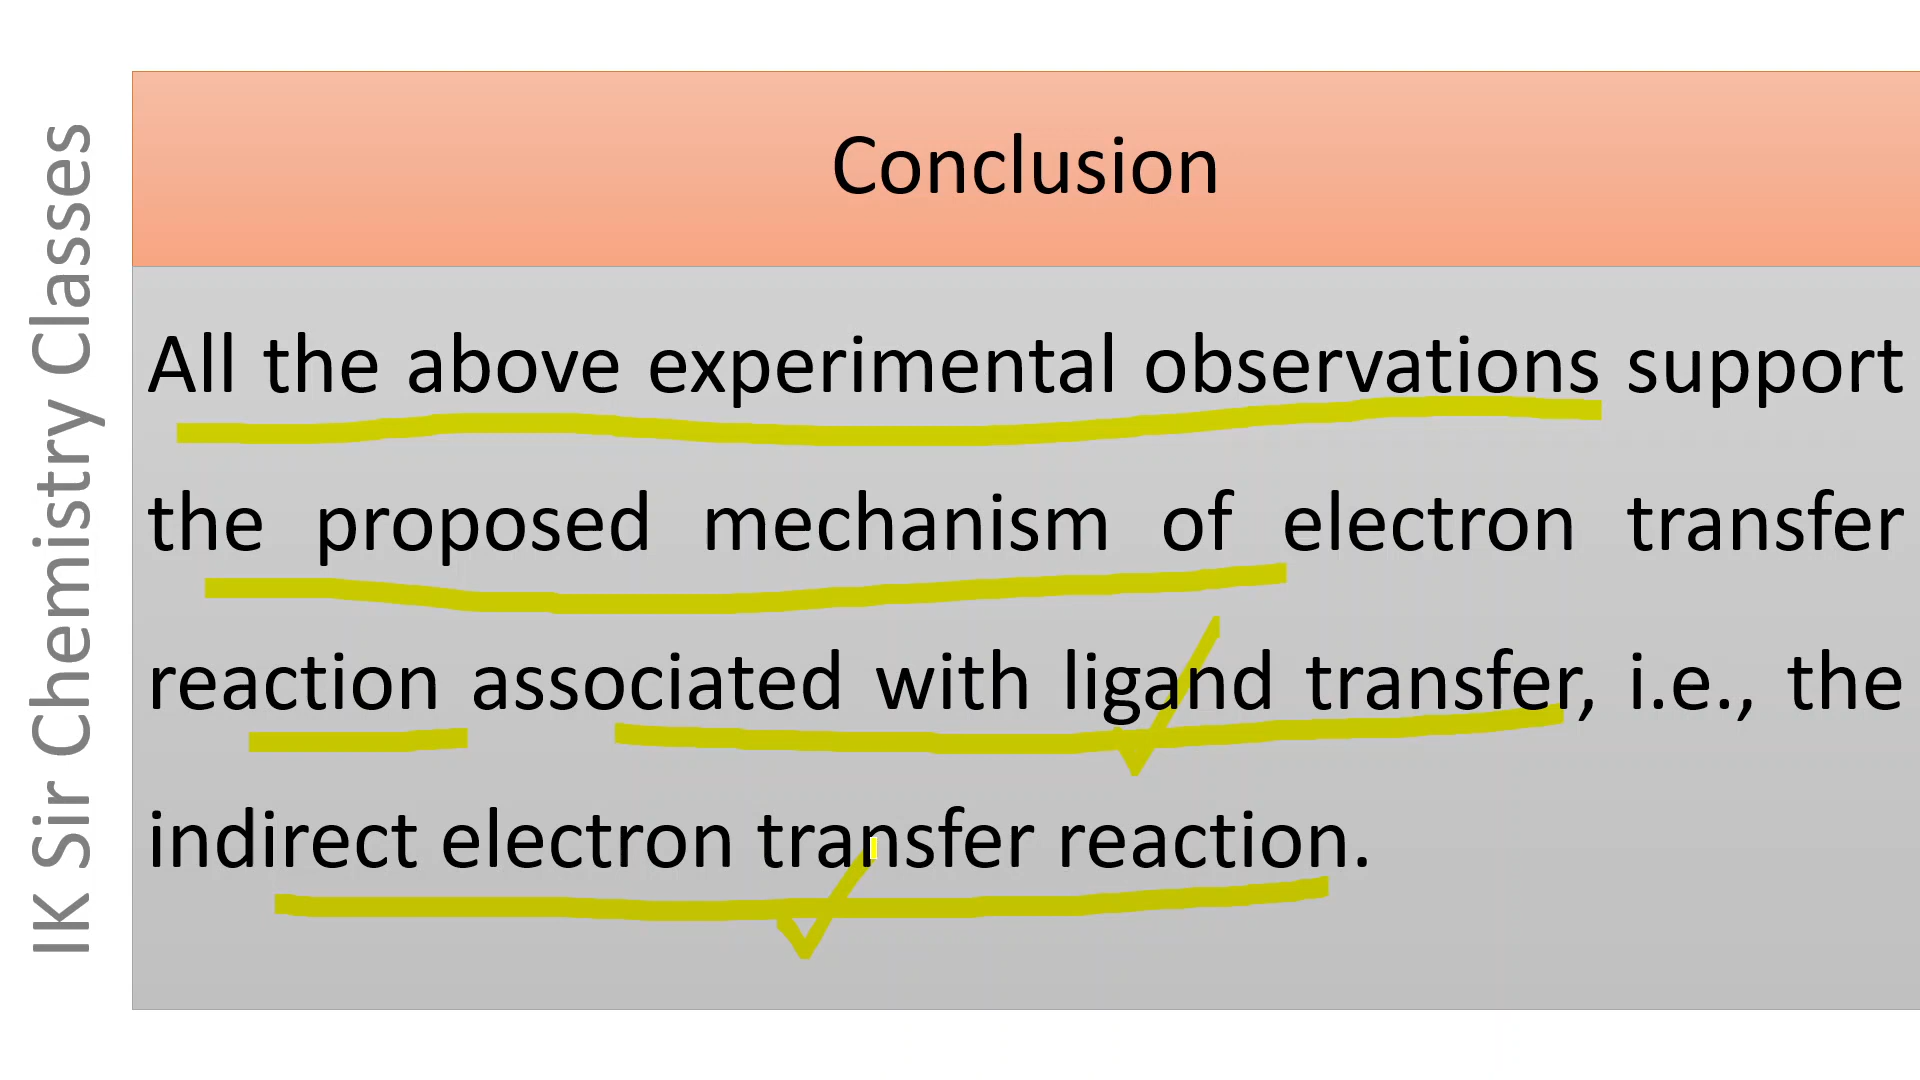 IK Sir Chemistry Classes
Conclusion
All the above experimental observations support
the proposed mechanism of electron transfer
reaction associated with ligand transfer, i.e., the
indirect electron transfer reaction.